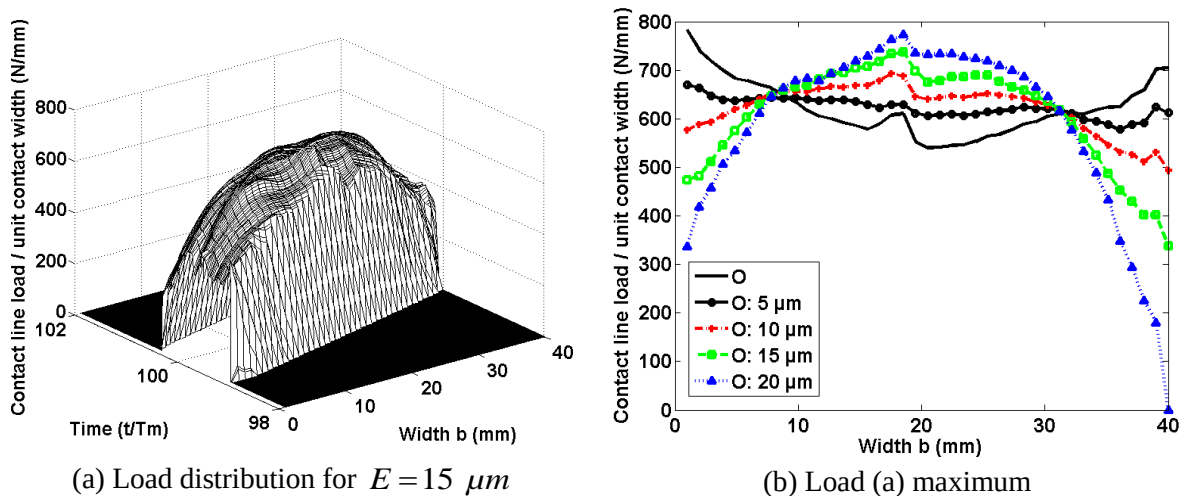 Contact line load / unit contact width (N/mm)
800
600
400
200
0
102
100
98
0
10
20
30
40
Time (t/Tm)
Width b (mm)
(a) Load distribution for E = 15 μm
Contact line load / unit contact width (N/mm)
800
700
600
500
400
300
200
100
0
O
O: 5 μm
O: 10 μm
O: 15 μm
O: 20 μm
0
10
20
30
40
Width b (mm)
(b) Load (a) maximum